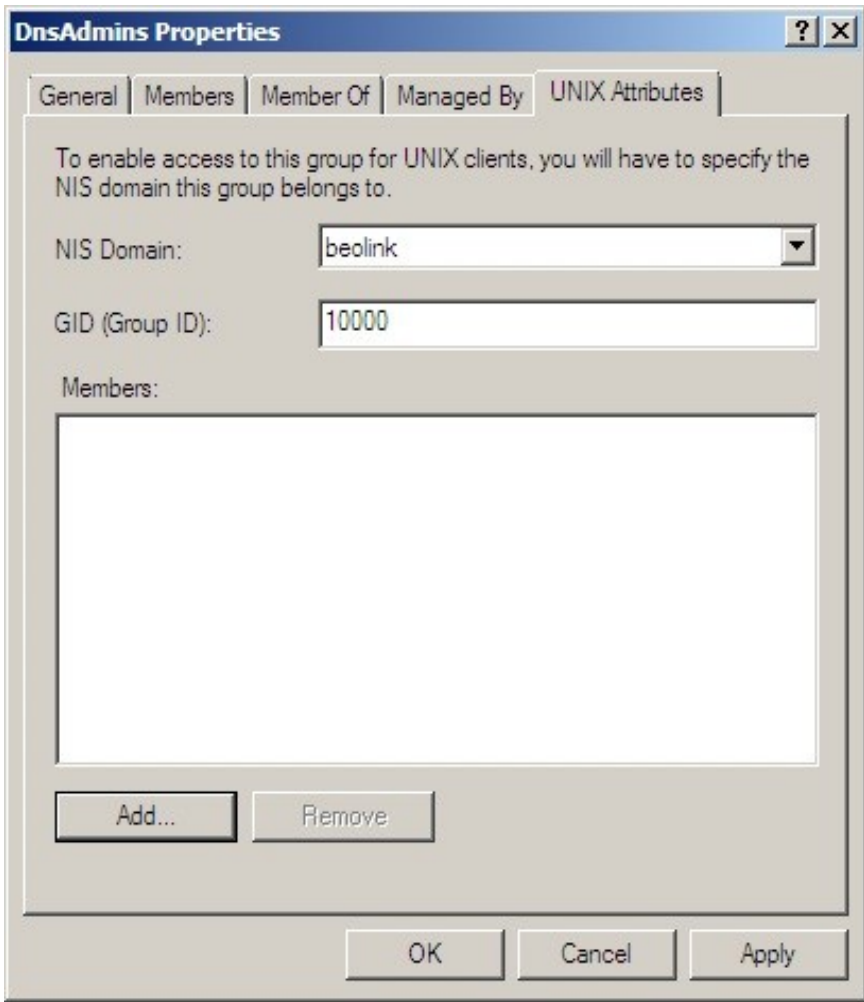 DnsAdmins Properties
General Members Member Of Managed By UNIX Attributes
To enable access to this group for UNIX clients, you will have to specify the
NIS domain this group belongs to.
NIS Domain: beolink
GID (Group ID): 10000
Members:
Add... Remove
OK Cancel Apply